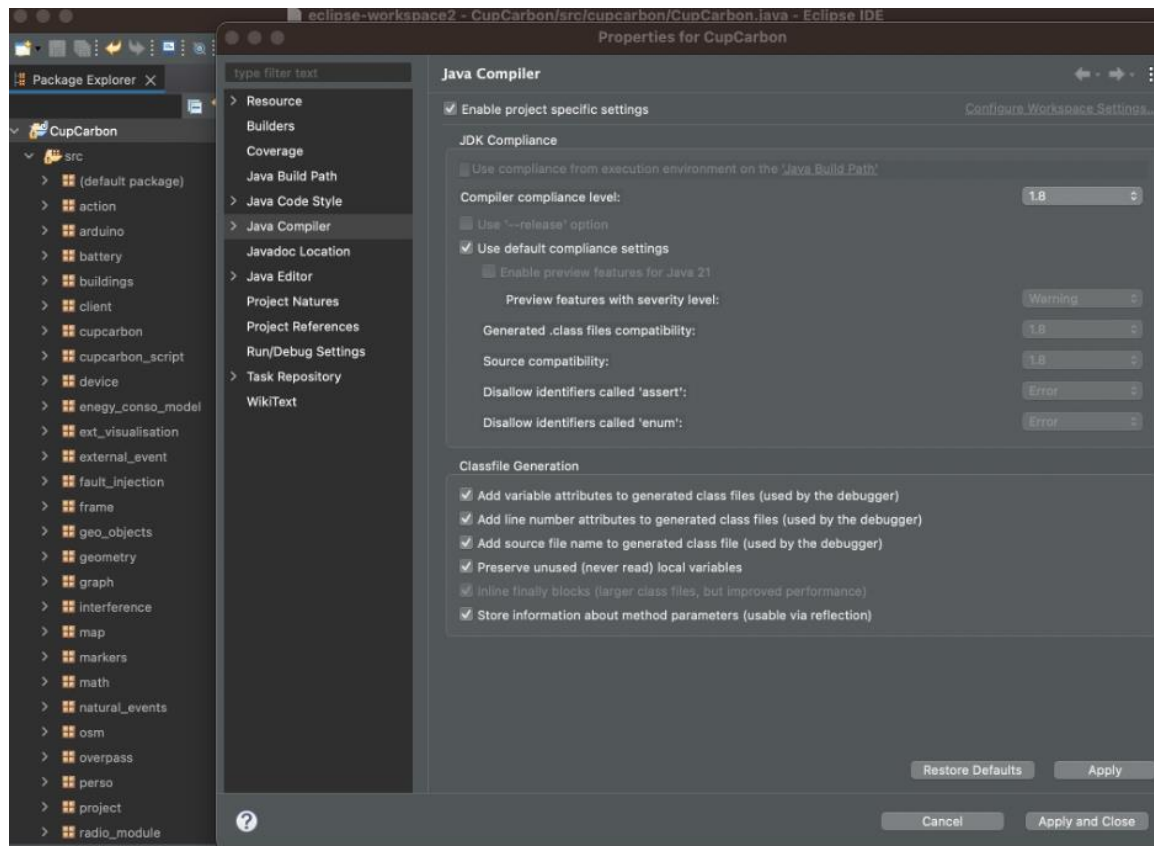 eclipse-workspace2 - CupCarbon/src/cupcarbon/CupCarbon.java - Eclipse IDE
Properties for CupCarbon
Package Explorer
CupCarbon
src
(default package)
action
arduino
battery
buildings
client
cupcarbon
cupcarbon_script
device
enegy_conso_model
ext_visualisation
external_event
fault_injection
frame
geo_objects
geometry
graph
interference
map
markers
math
natural_events
osm
overpass
perso
project
radio_module
type filter text
Resource
Builders
Coverage
Java Build Path
Java Code Style
Java Compiler
Javadoc Location
Java Editor
Project Natures
Project References
Run/Debug Settings
Task Repository
WikiText
Java Compiler
Enable project specific settings
Configure Workspace Settings...
JDK Compliance
Use compliance from execution environment on the 'Java Build Path'
Compiler compliance level: 1.8
Use '--release' option
Use default compliance settings
Enable preview features for Java 21
Preview features with severity level: Warning
Generated .class files compatibility: 1.8
Source compatibility: 1.8
Disallow identifiers called 'assert': Error
Disallow identifiers called 'enum': Error
Classfile Generation
Add variable attributes to generated class files (used by the debugger)
Add line number attributes to generated class files (used by the debugger)
Add source file name to generated class file (used by the debugger)
Preserve unused (never read) local variables
Inline finally blocks (larger class files, but improved performance)
Store information about method parameters (usable via reflection)
Restore Defaults Apply
? Cancel Apply and Close